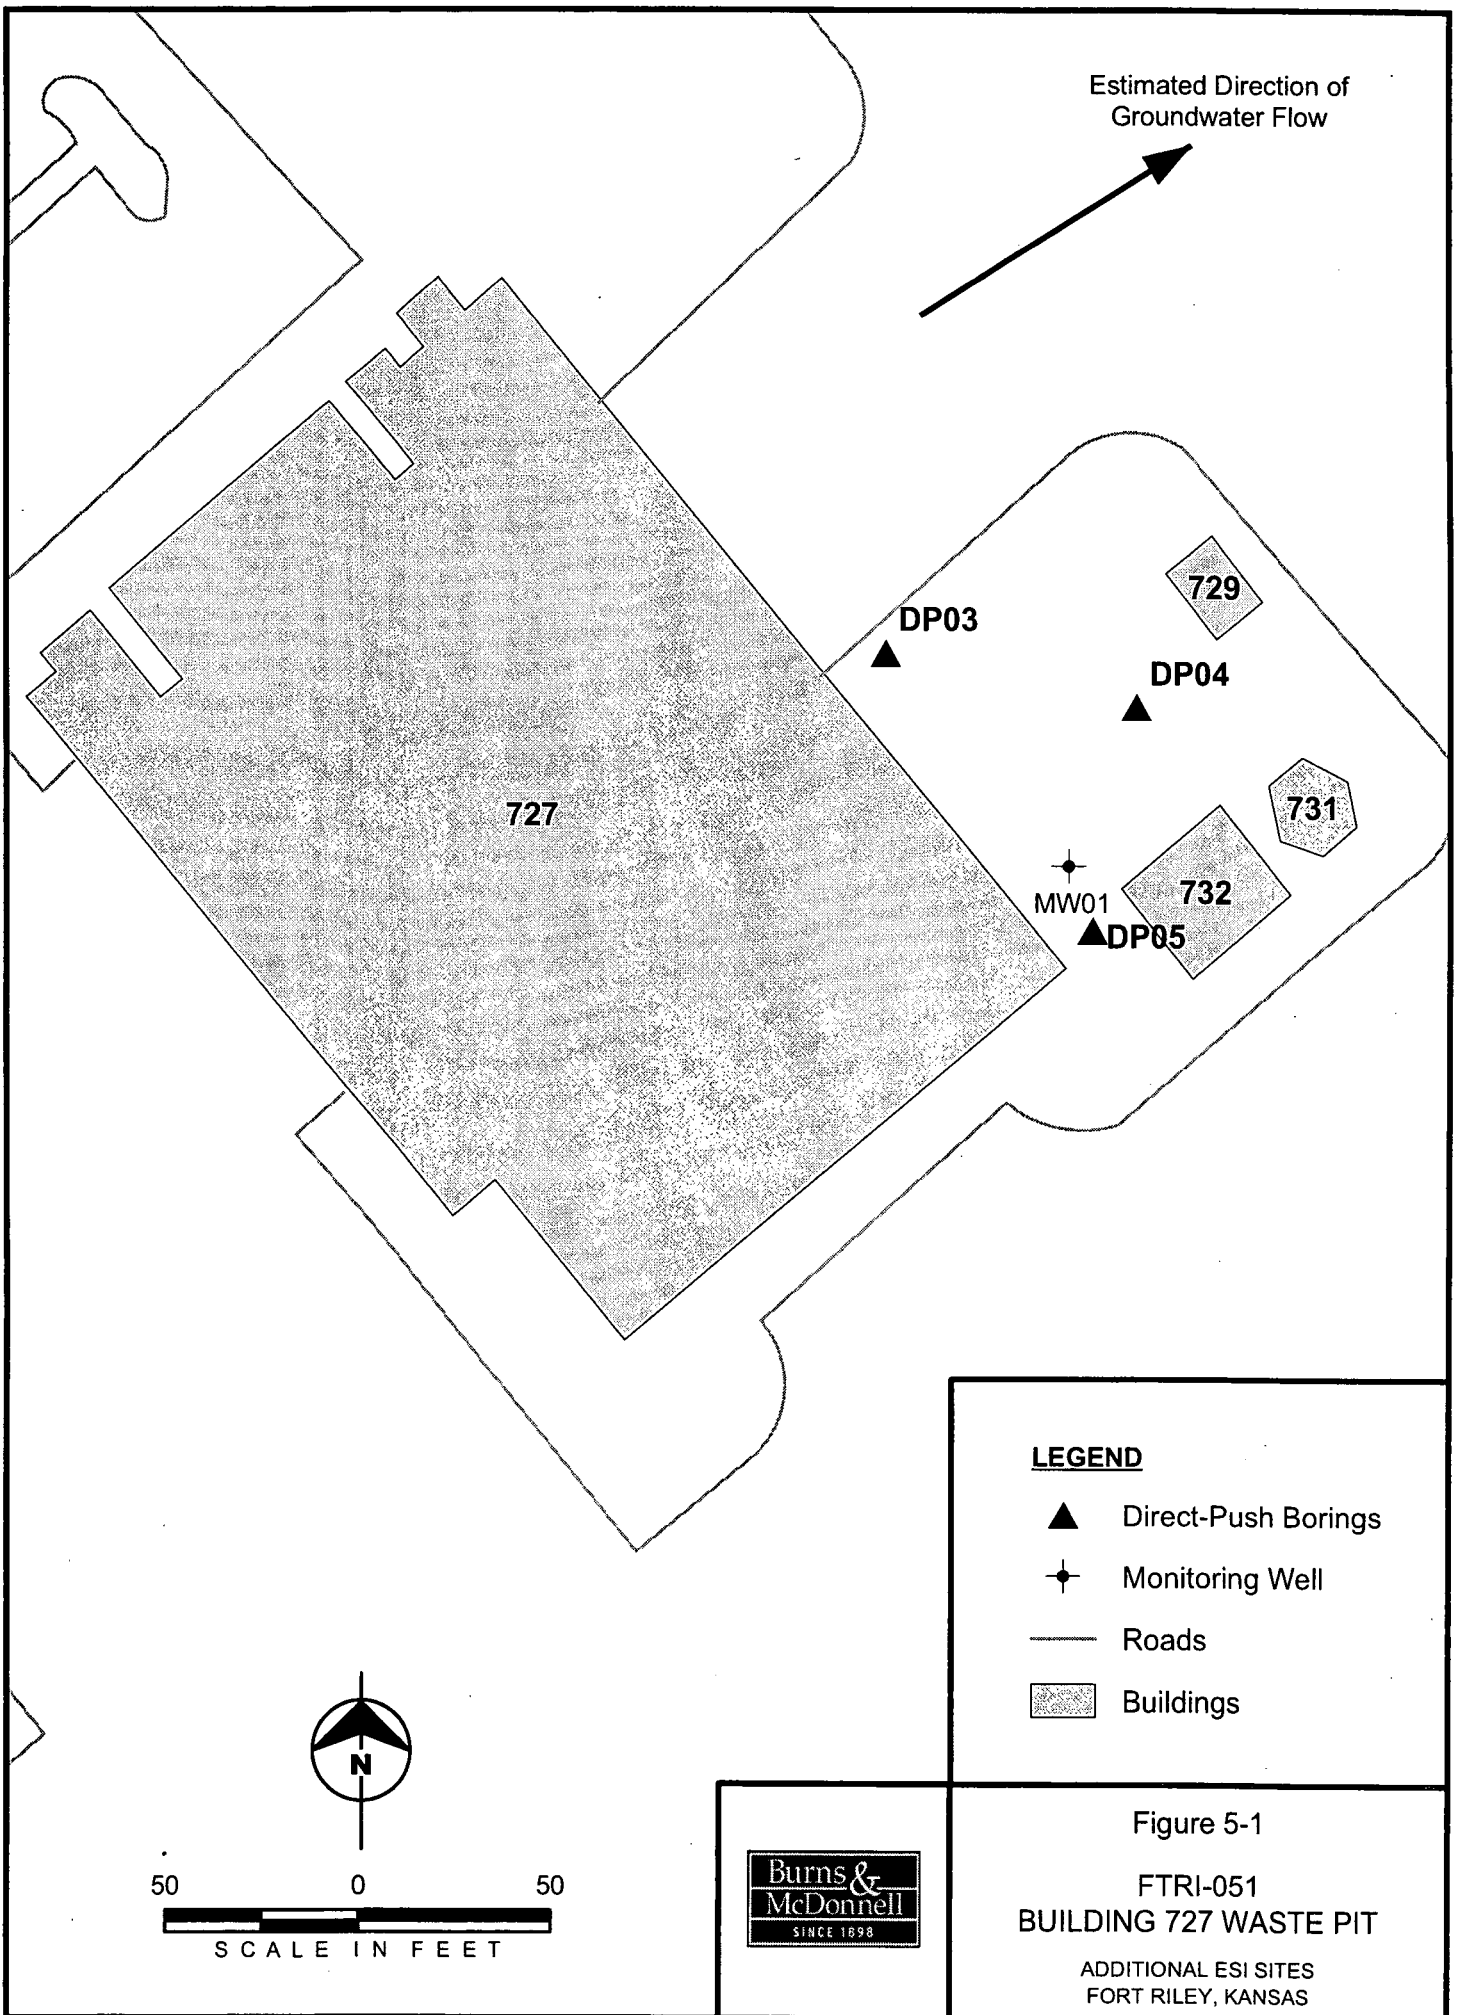 Estimated Direction of
Groundwater Flow
729
DP03
DP04
731
727
732
MW01
DP05
LEGEND
Direct-Push Borings
Monitoring Well
Roads
Buildings
N
50 0 50
SCALE IN FEET
Burns &
McDonnell
SINCE 1898
Figure 5-1
FTRI-051
BUILDING 727 WASTE PIT
ADDITIONAL ESI SITES
FORT RILEY, KANSAS